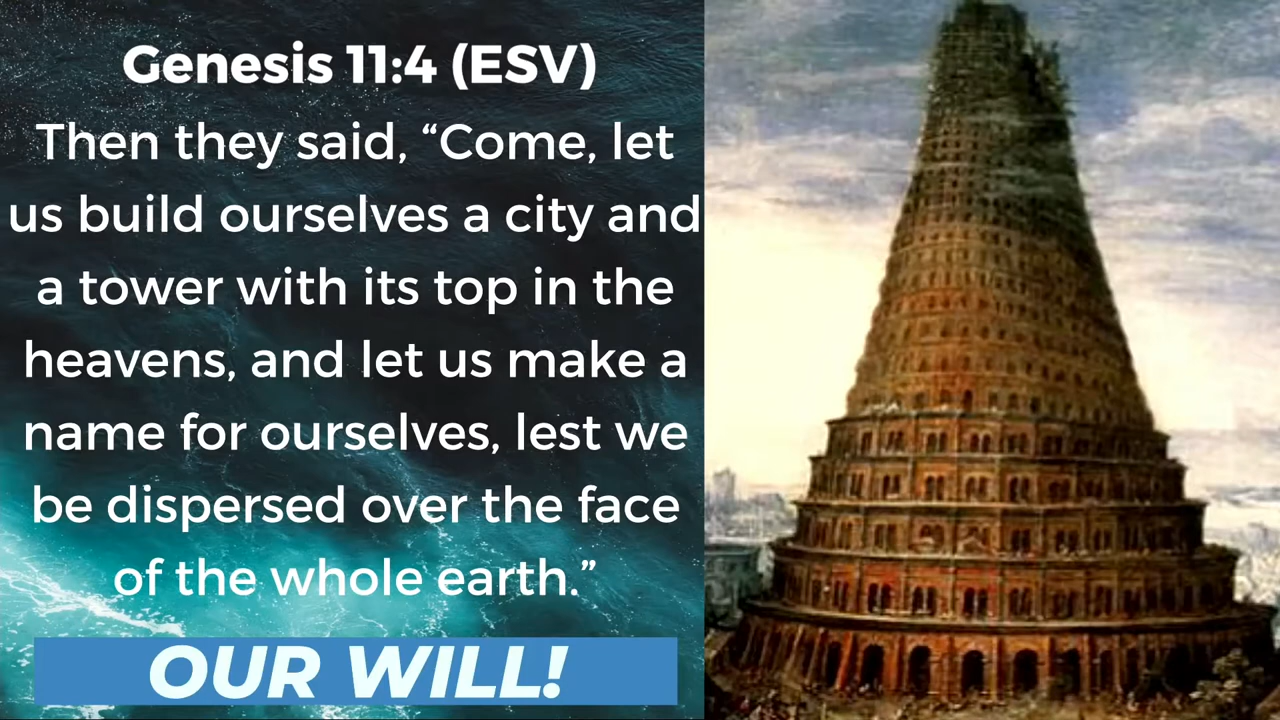 Genesis 11:4 (ESV)
Then they said, “Come, let
us build ourselves a city and
a tower with its top in the
heavens, and let us make a
name for ourselves, lest we
be dispersed over the face
of the whole earth.”
OUR WILL!